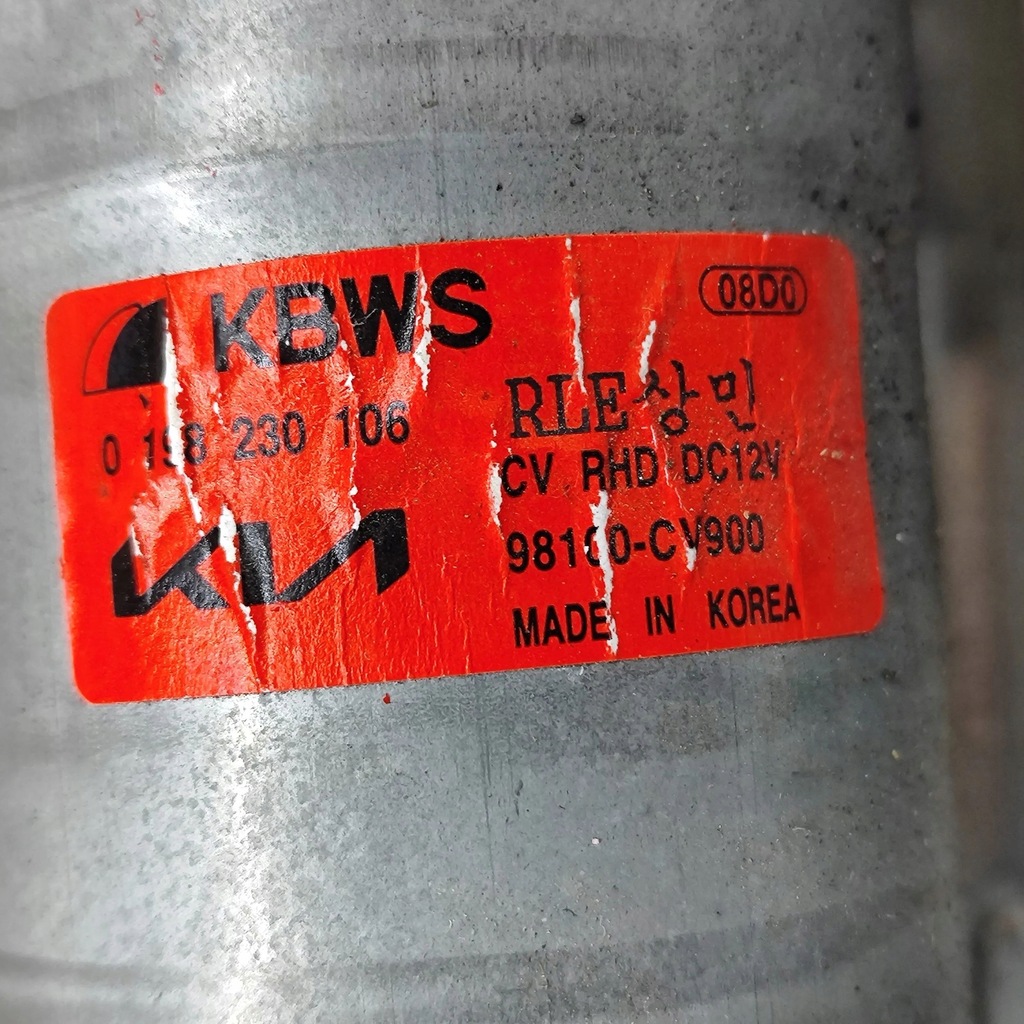 KBWS
0 198 230 106
KIA
08D0
RLE상민
CV RHD DC12V
98100-CV900
MADE IN KOREA